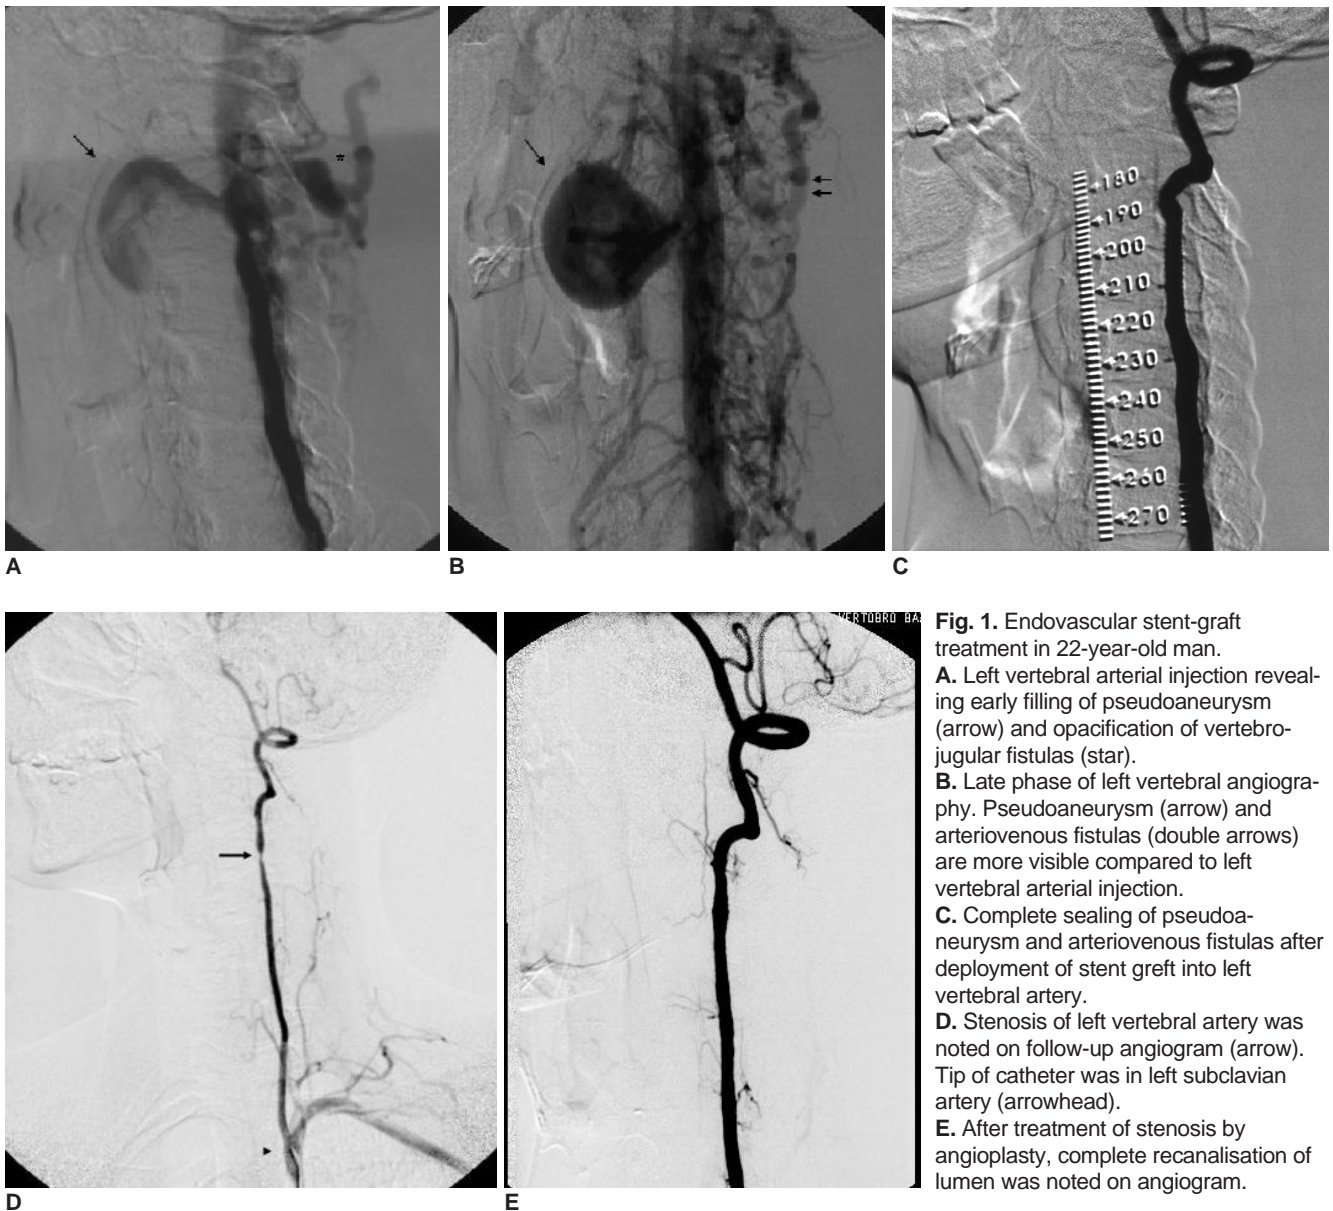 *
180
190
200
210
220
230
240
250
260
270
A
B
C
VERTOBRO BA
D
E
Fig. 1. Endovascular stent-graft
treatment in 22-year-old man.
A. Left vertebral arterial injection reveal-
ing early filling of pseudoaneurysm
(arrow) and opacification of vertebro-
jugular fistulas (star).
B. Late phase of left vertebral angiogra-
phy. Pseudoaneurysm (arrow) and
arteriovenous fistulas (double arrows)
are more visible compared to left
vertebral arterial injection.
C. Complete sealing of pseudoa-
neurysm and arteriovenous fistulas after
deployment of stent greft into left
vertebral artery.
D. Stenosis of left vertebral artery was
noted on follow-up angiogram (arrow).
Tip of catheter was in left subclavian
artery (arrowhead).
E. After treatment of stenosis by
angioplasty, complete recanalisation of
lumen was noted on angiogram.